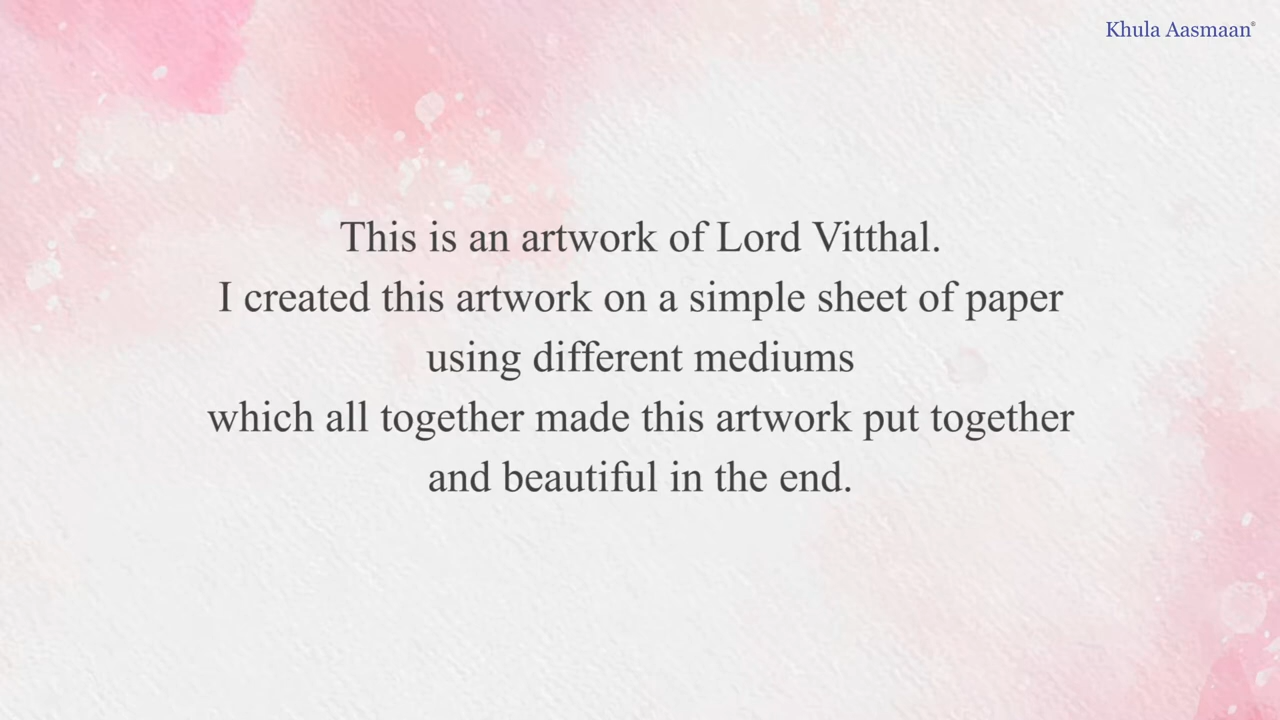 Khula Aasmaan®
This is an artwork of Lord Vitthal.
I created this artwork on a simple sheet of paper
using different mediums
which all together made this artwork put together
and beautiful in the end.